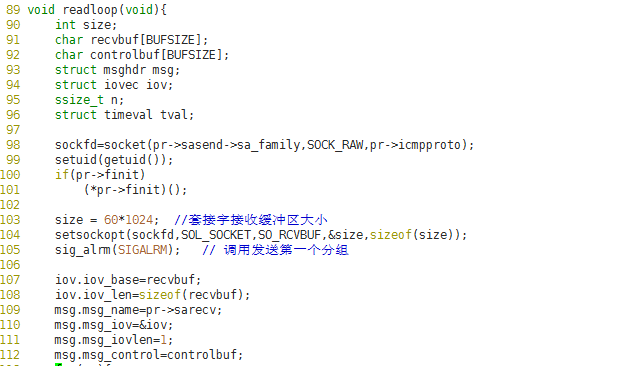 89 void readloop(void){
90     int size;
91     char recvbuf[BUFSIZE];
92     char controlbuf[BUFSIZE];
93     struct msghdr msg;
94     struct iovec iov;
95     ssize_t n;
96     struct timeval tval;
97
98     sockfd=socket(pr->sasend->sa_family,SOCK_RAW,pr->icmpproto);
99     setuid(getuid());
100     if(pr->finit)
101         (*pr->finit)();
102
103     size = 60*1024;  //套接字接收缓冲区大小
104     setsockopt(sockfd,SOL_SOCKET,SO_RCVBUF,&size,sizeof(size));
105     sig_alrm(SIGALRM);   // 调用发送第一个分组
106
107     iov.iov_base=recvbuf;
108     iov.iov_len=sizeof(recvbuf);
109     msg.msg_name=pr->sarecv;
110     msg.msg_iov=&iov;
111     msg.msg_iovlen=1;
112     msg.msg_control=controlbuf;